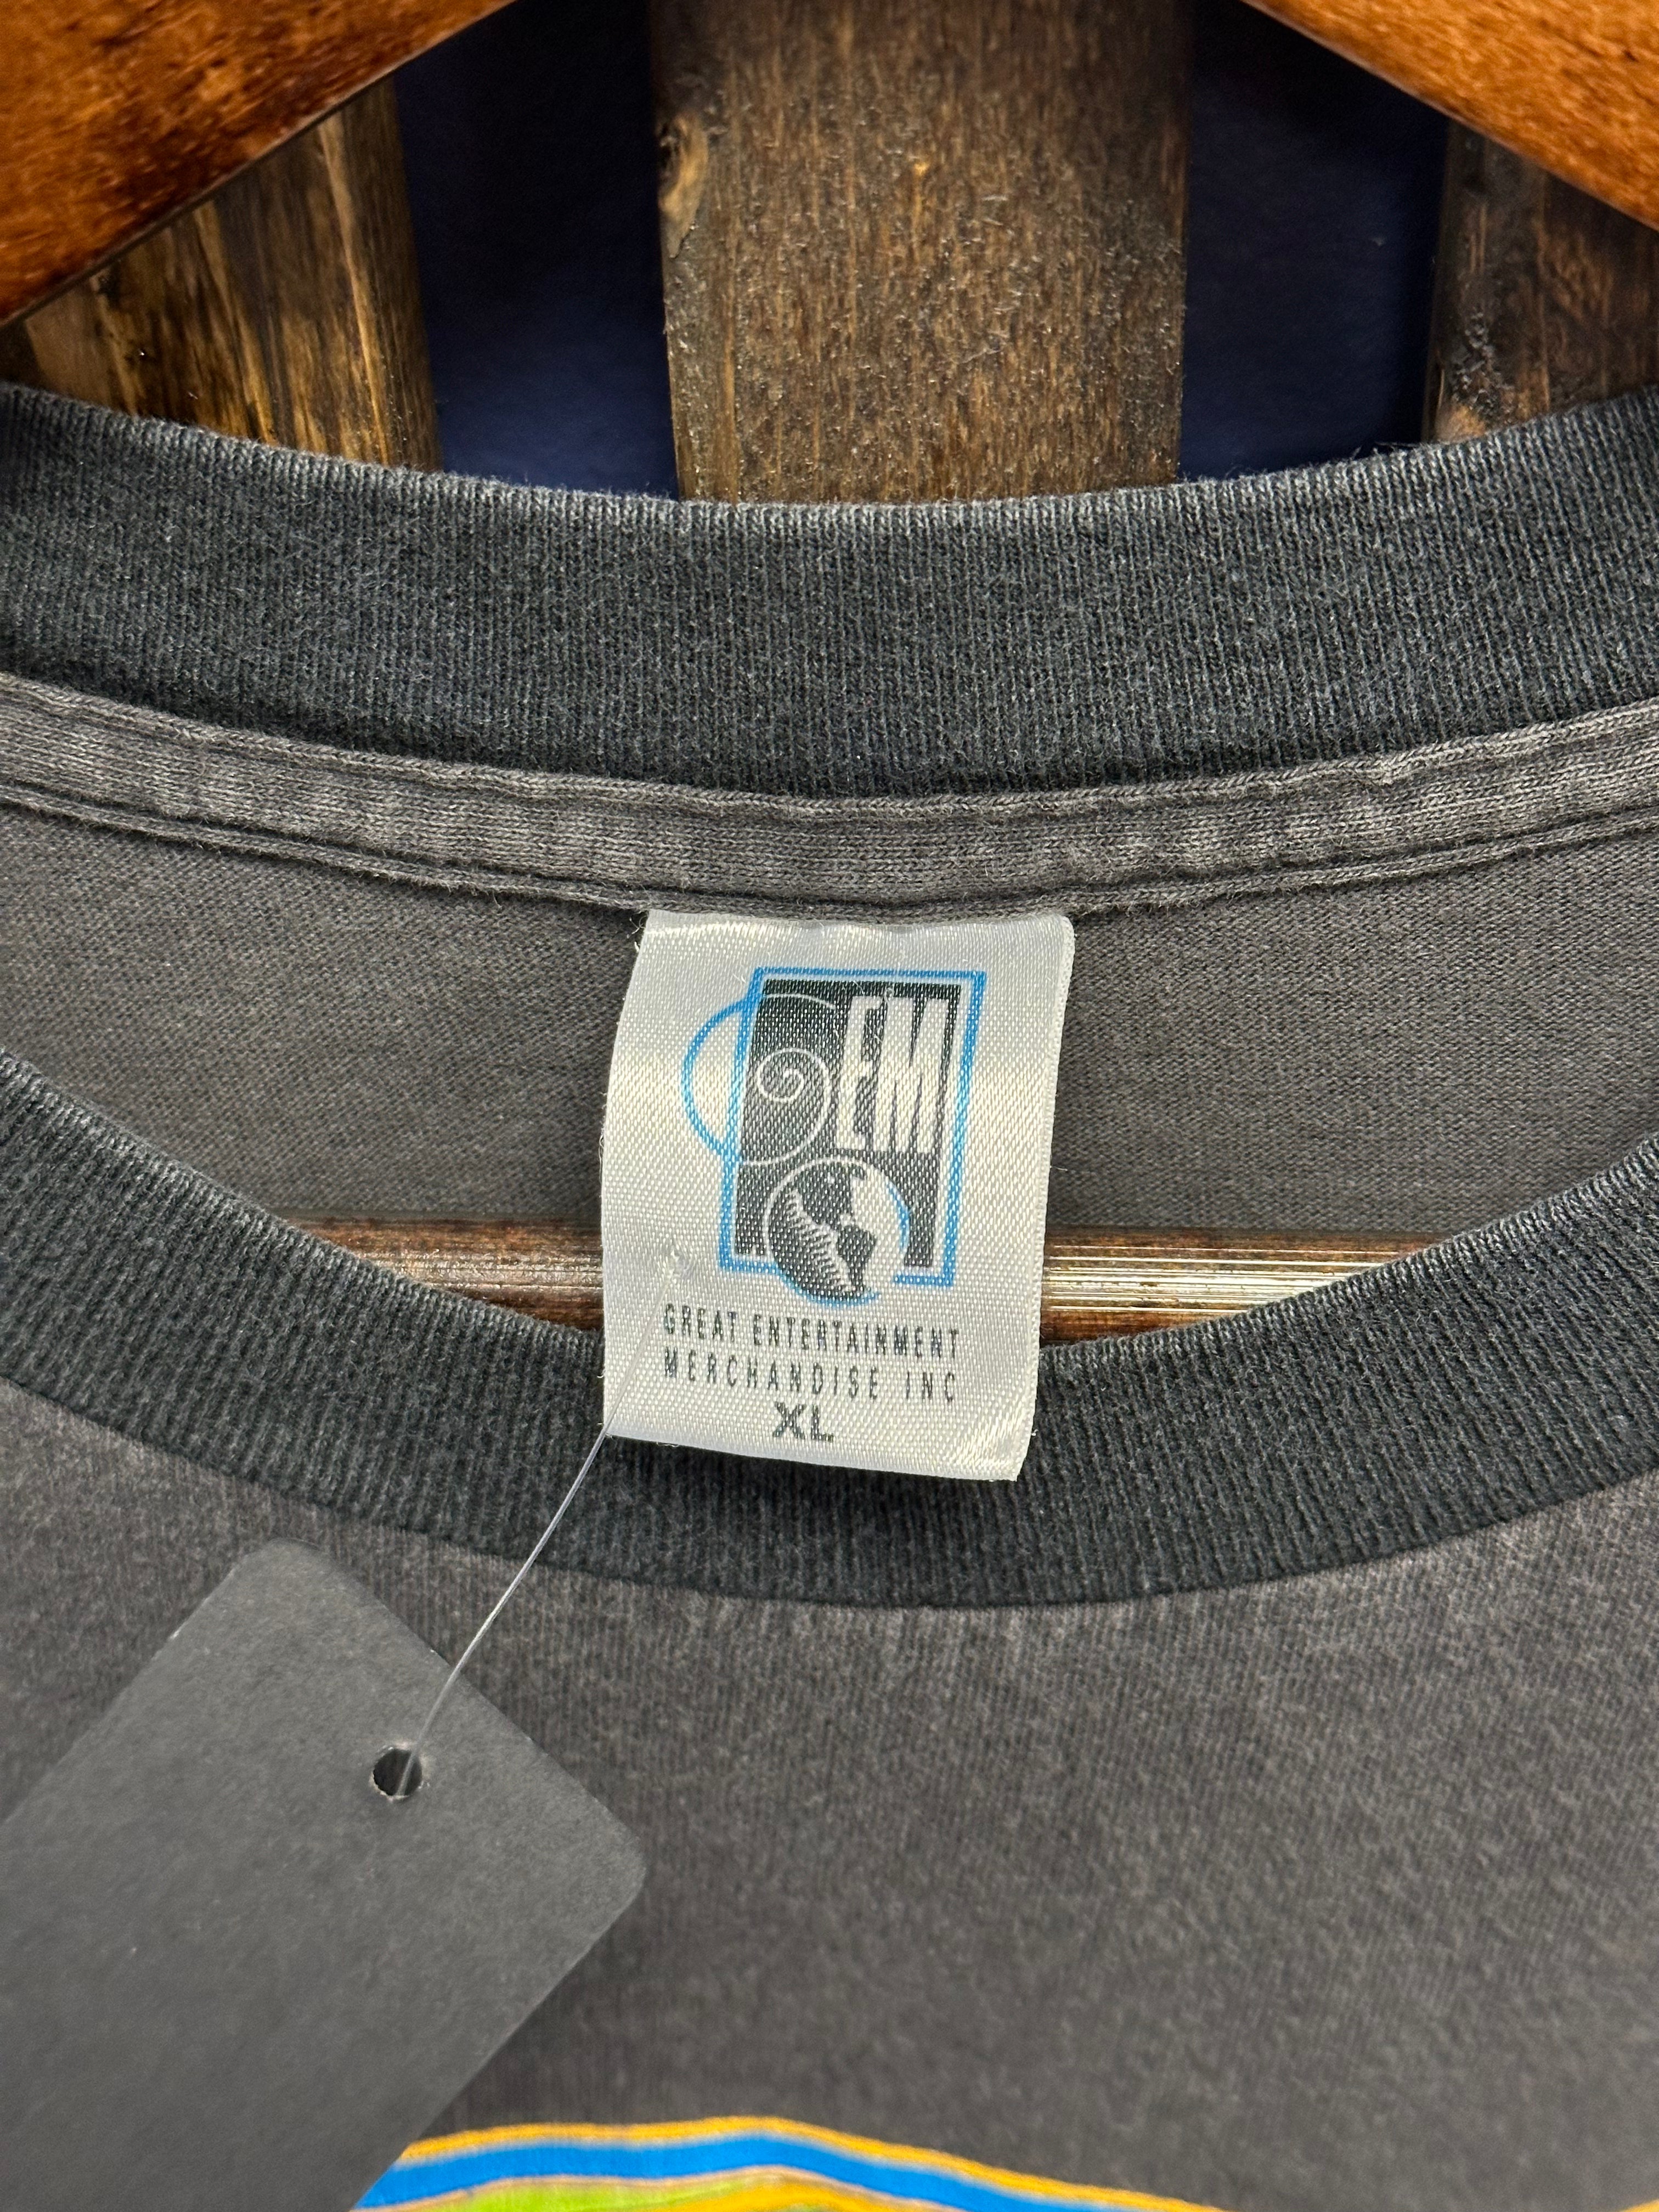 GEM
GREAT ENTERTAINMENT
MERCHANDISE INC
XL